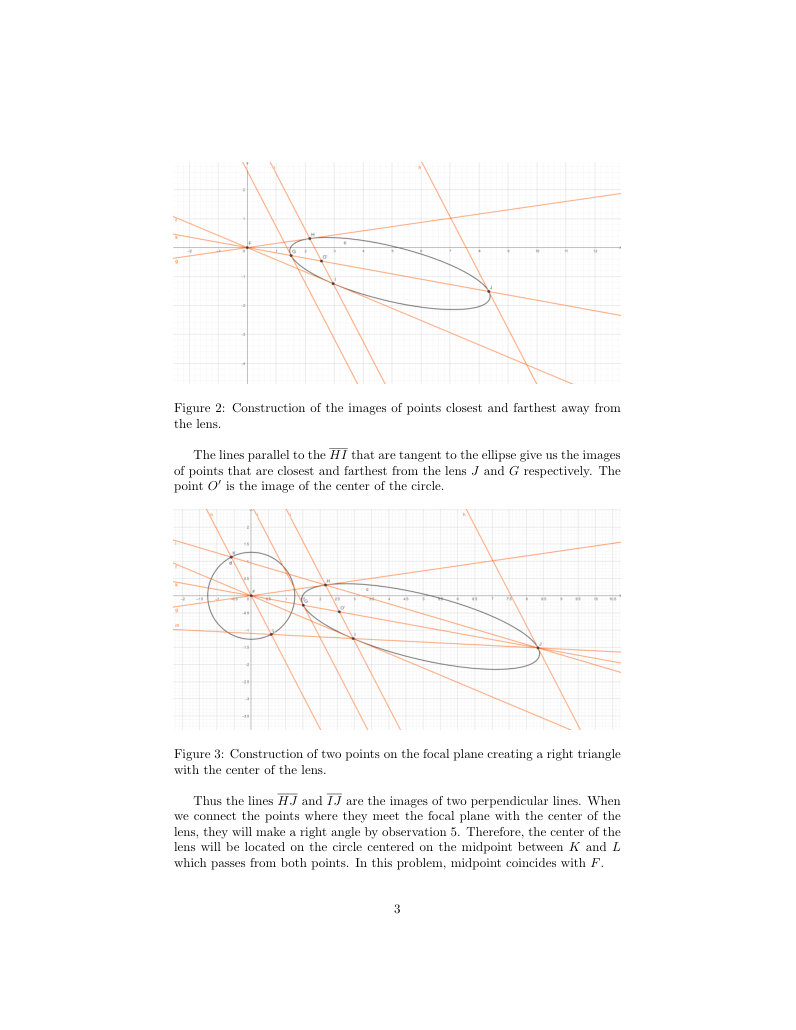 Figure 2: Construction of the images of points closest and farthest away from
the lens.
The lines parallel to the HI that are tangent to the ellipse give us the images
of points that are closest and farthest from the lens J and G respectively. The
point O′ is the image of the center of the circle.
Figure 3: Construction of two points on the focal plane creating a right triangle
with the center of the lens.
Thus the lines HJ and IJ are the images of two perpendicular lines. When
we connect the points where they meet the focal plane with the center of the
lens, they will make a right angle by observation 5. Therefore, the center of the
lens will be located on the circle centered on the midpoint between K and L
which passes from both points. In this problem, midpoint coincides with F.
3